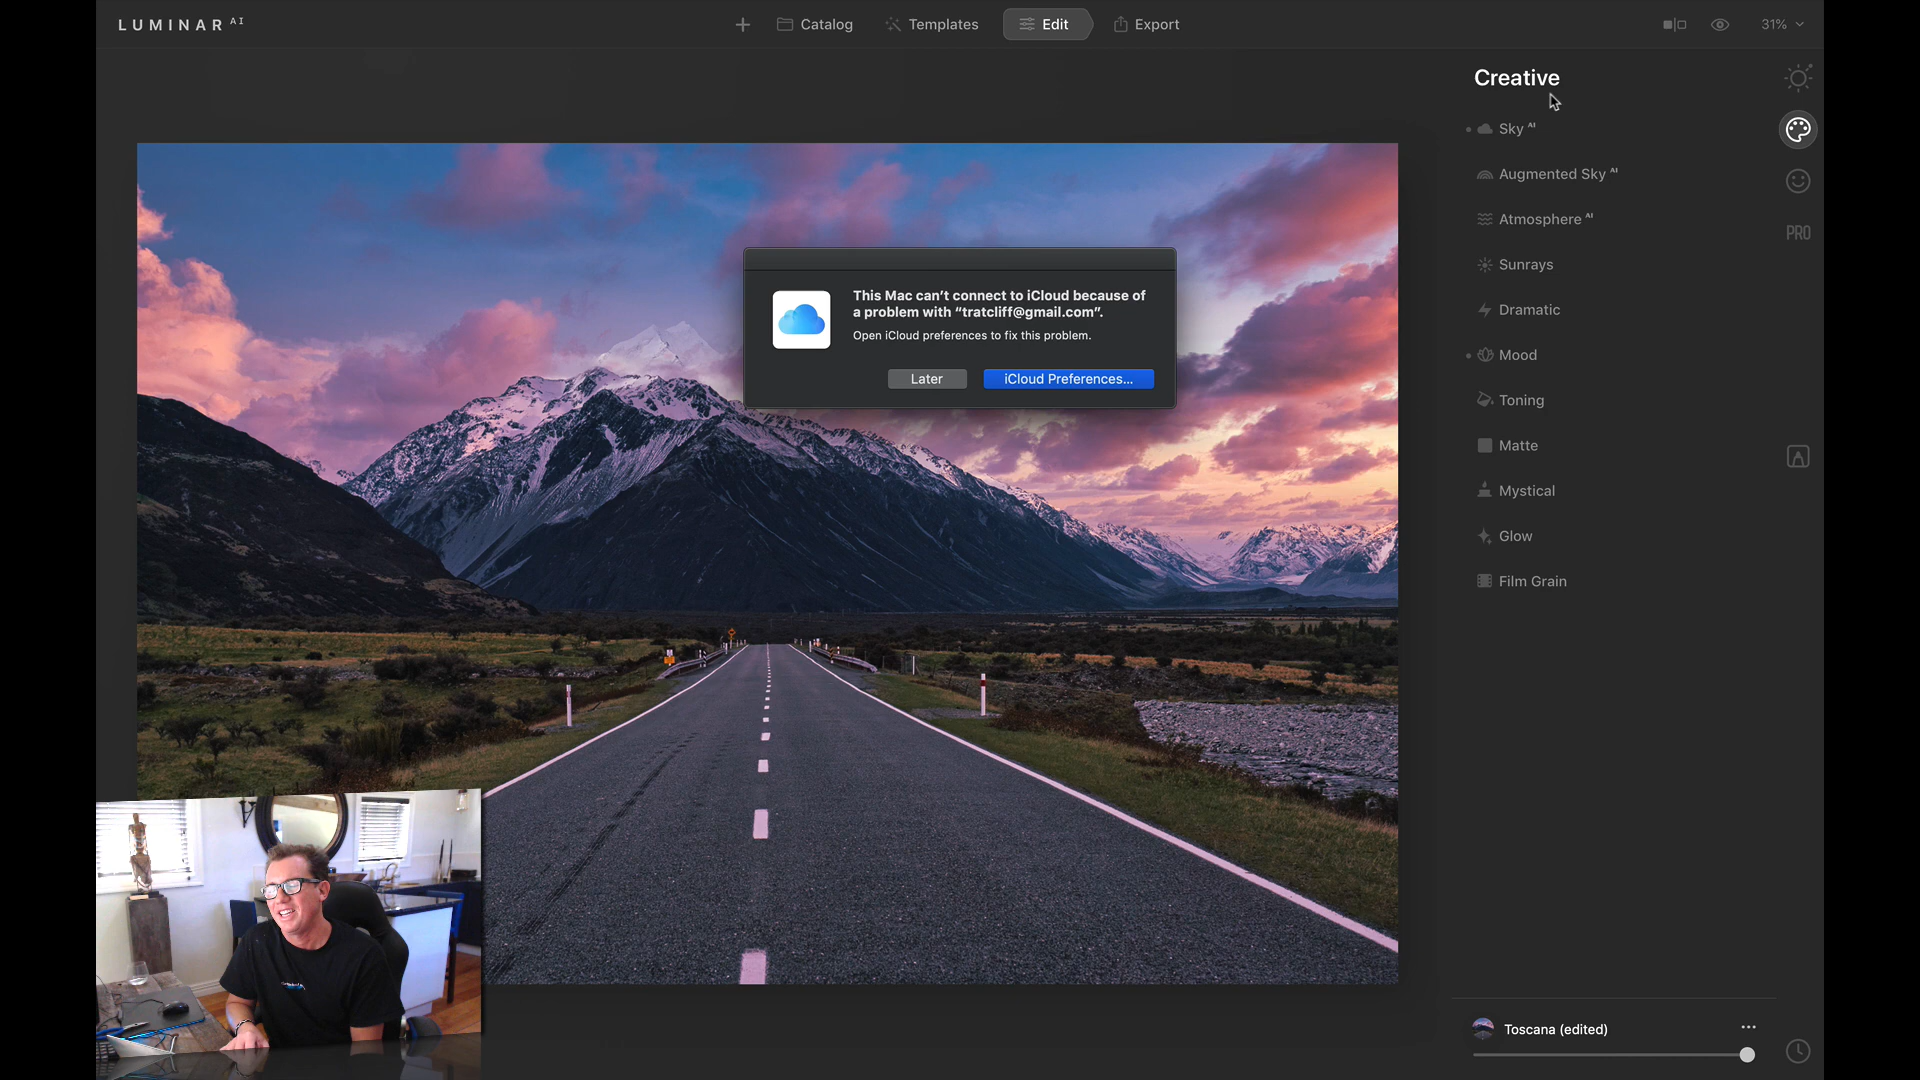 LUMINAR AI
Catalog
Templates
Edit
Export
31%
Creative
Sky AI
Augmented Sky AI
Atmosphere AI
Sunrays
Dramatic
Mood
Toning
Matte
Mystical
Glow
Film Grain
PRO
This Mac can’t connect to iCloud because of
a problem with “tratcliff@gmail.com”.
Open iCloud preferences to fix this problem.
Later
iCloud Preferences...
Toscana (edited)